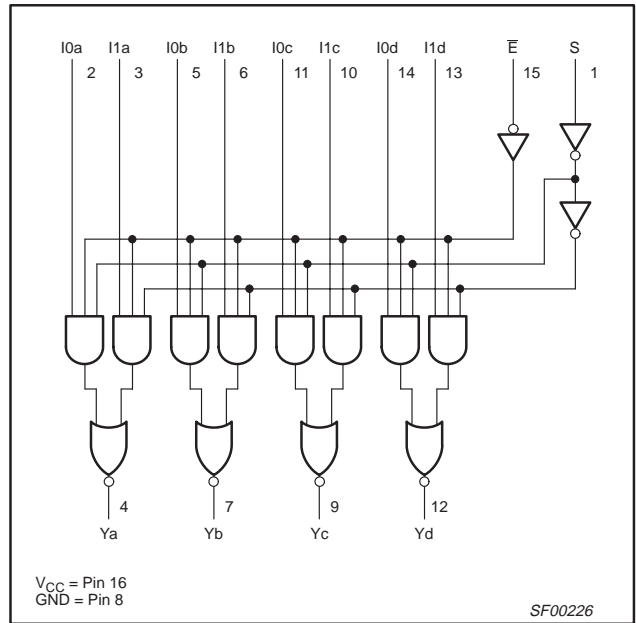 I0a I1a I0b I1b I0c I1c I0d I1d E̅ S
2 3 5 6 11 10 14 13 15 1
4 7 9 12
Ya Yb Yc Yd
VCC = Pin 16
GND = Pin 8
SF00226